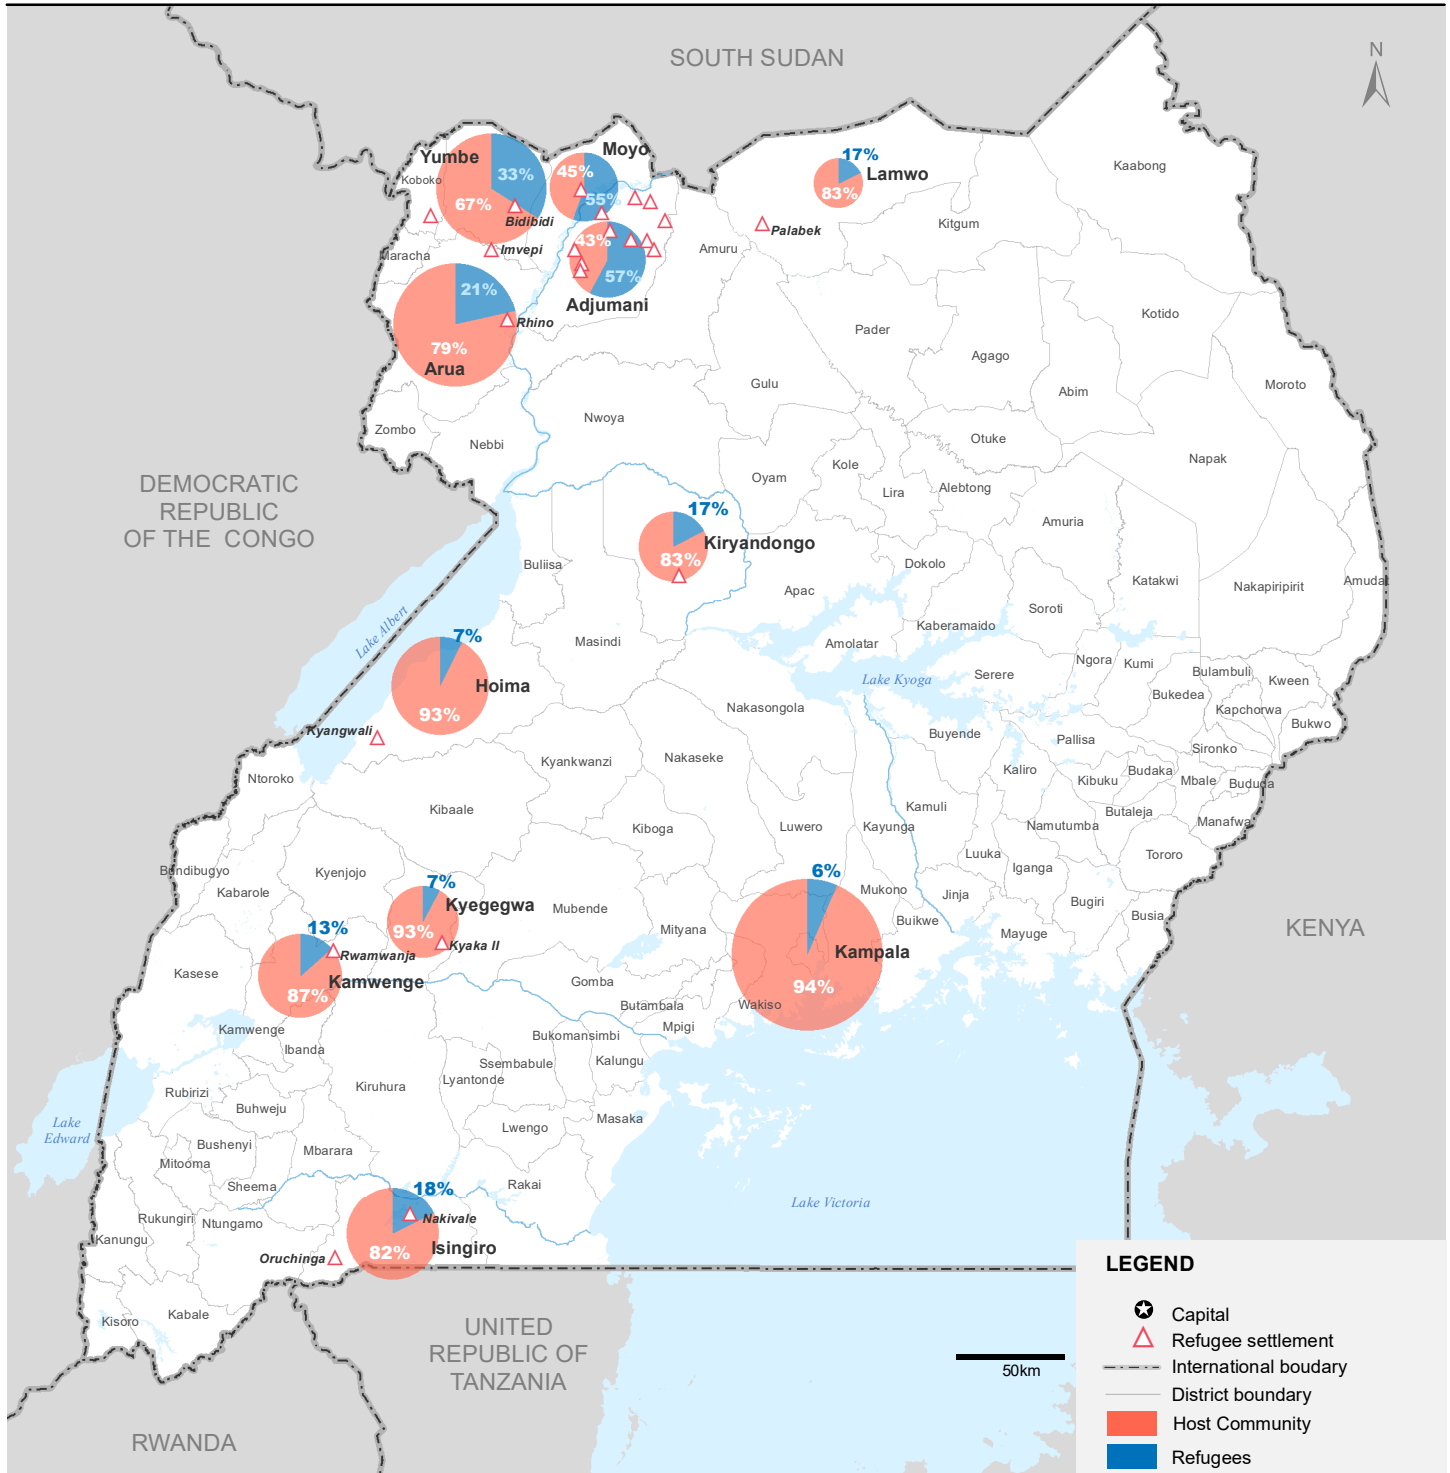 SOUTH SUDAN
N
Yumbe
Koboko
33%
67%
Bidibidi
Moyo
45%
55%
17%
Lamwo
83%
Kaabong
Kitgum
Palabek
Imvepi
Maracha
43%
57%
Adjumani
Amuru
21%
Rhino
79%
Arua
Kotido
Pader
Agago
Abim
Moroto
Gulu
Nwoya
Zombo
Nebbi
Otuke
Napak
Kole
Oyam
Lira
Alebtong
Amuria
DEMOCRATIC
REPUBLIC
OF THE CONGO
17%
Kiryandongo
83%
Buliisa
Dokolo
Apac
Katakwi
Nakapiripirit
Amudat
Soroti
Kaberamaido
Lake Albert
Masindi
Amolatar
7%
Hoima
93%
Lake Kyoga
Serere
Ngora
Kumi
Bulambuli
Kween
Bukedea
Kapchorwa
Bukwo
Nakasongola
Kyangwali
Buyende
Pallisa
Sironko
Ntoroko
Kyankwanzi
Nakaseke
Kaliro
Kibuku
Budaka
Mbale
Bududa
Kibaale
Kiboga
Luwero
Kayunga
Kamuli
Namutumba
Butaleja
Manafwa
Luuka
Iganga
Tororo
Bundibugyo
Kabarole
Kyenjojo
7%
Kyegegwa
93%
Kyaka II
Mubende
Mityana
6%
Kampala
94%
Mukono
Buikwe
Jinja
Bugiri
Busia
Mayuge
KENYA
13%
Rwamwanja
Kamwenge
87%
Kasese
Gomba
Butambala
Wakiso
Mpigi
Kamwenge
Ibanda
Bukomansimbi
Ssembabule
Kalungu
Lyantonde
Kiruhura
Rubirizi
Buhweju
Masaka
Lwengo
Lake
Edward
Bushenyi
Mitooma
Mbarara
Sheema
Rakai
Lake Victoria
18%
Nakivale
82%
Isingiro
Rukungiri
Ntungamo
Kanungu
Oruchinga
Kabale
Kisoro
UNITED
REPUBLIC OF
TANZANIA
RWANDA
50km
LEGEND
Capital
Refugee settlement
International boudary
District boundary
Host Community
Refugees